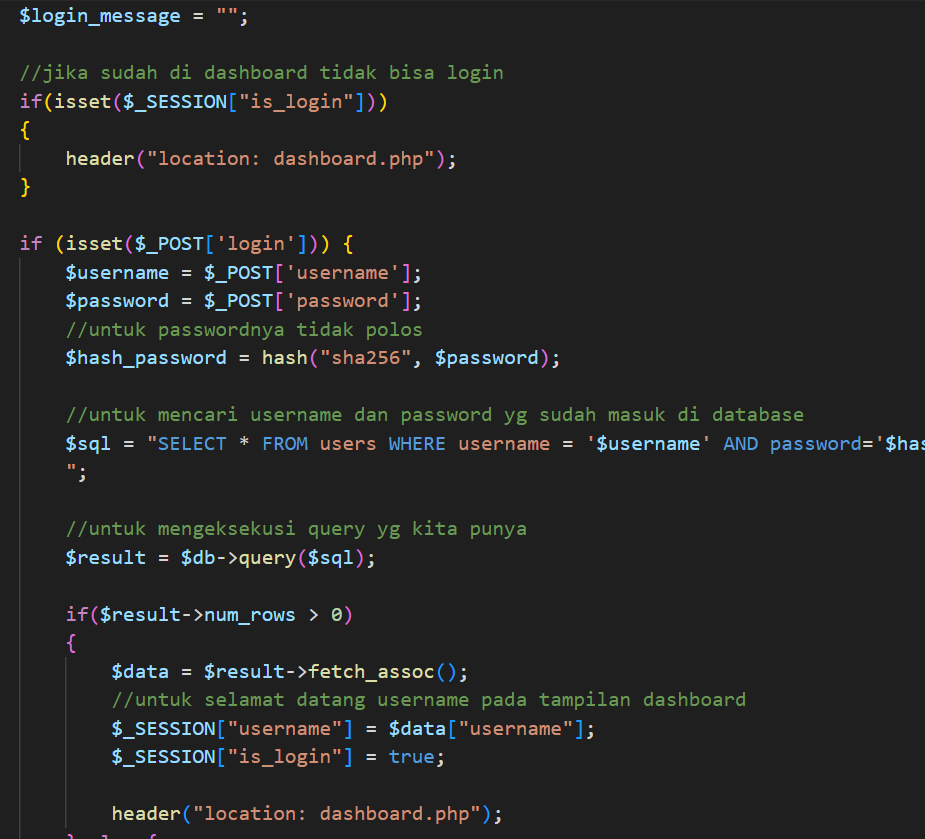 $login_message = "";
//jika sudah di dashboard tidak bisa login
if(isset($_SESSION["is_login"]))
{
header("location: dashboard.php");
}
if (isset($_POST['login'])) {
$username = $_POST['username'];
$password = $_POST['password'];
//untuk passwordnya tidak polos
$hash_password = hash("sha256", $password);
//untuk mencari username dan password yg sudah masuk di database
$sql = "SELECT * FROM users WHERE username = '$username' AND password='$has
";
//untuk mengeksekusi query yg kita punya
$result = $db->query($sql);
if($result->num_rows > 0)
{
$data = $result->fetch_assoc();
//untuk selamat datang username pada tampilan dashboard
$_SESSION["username"] = $data["username"];
$_SESSION["is_login"] = true;
header("location: dashboard.php");